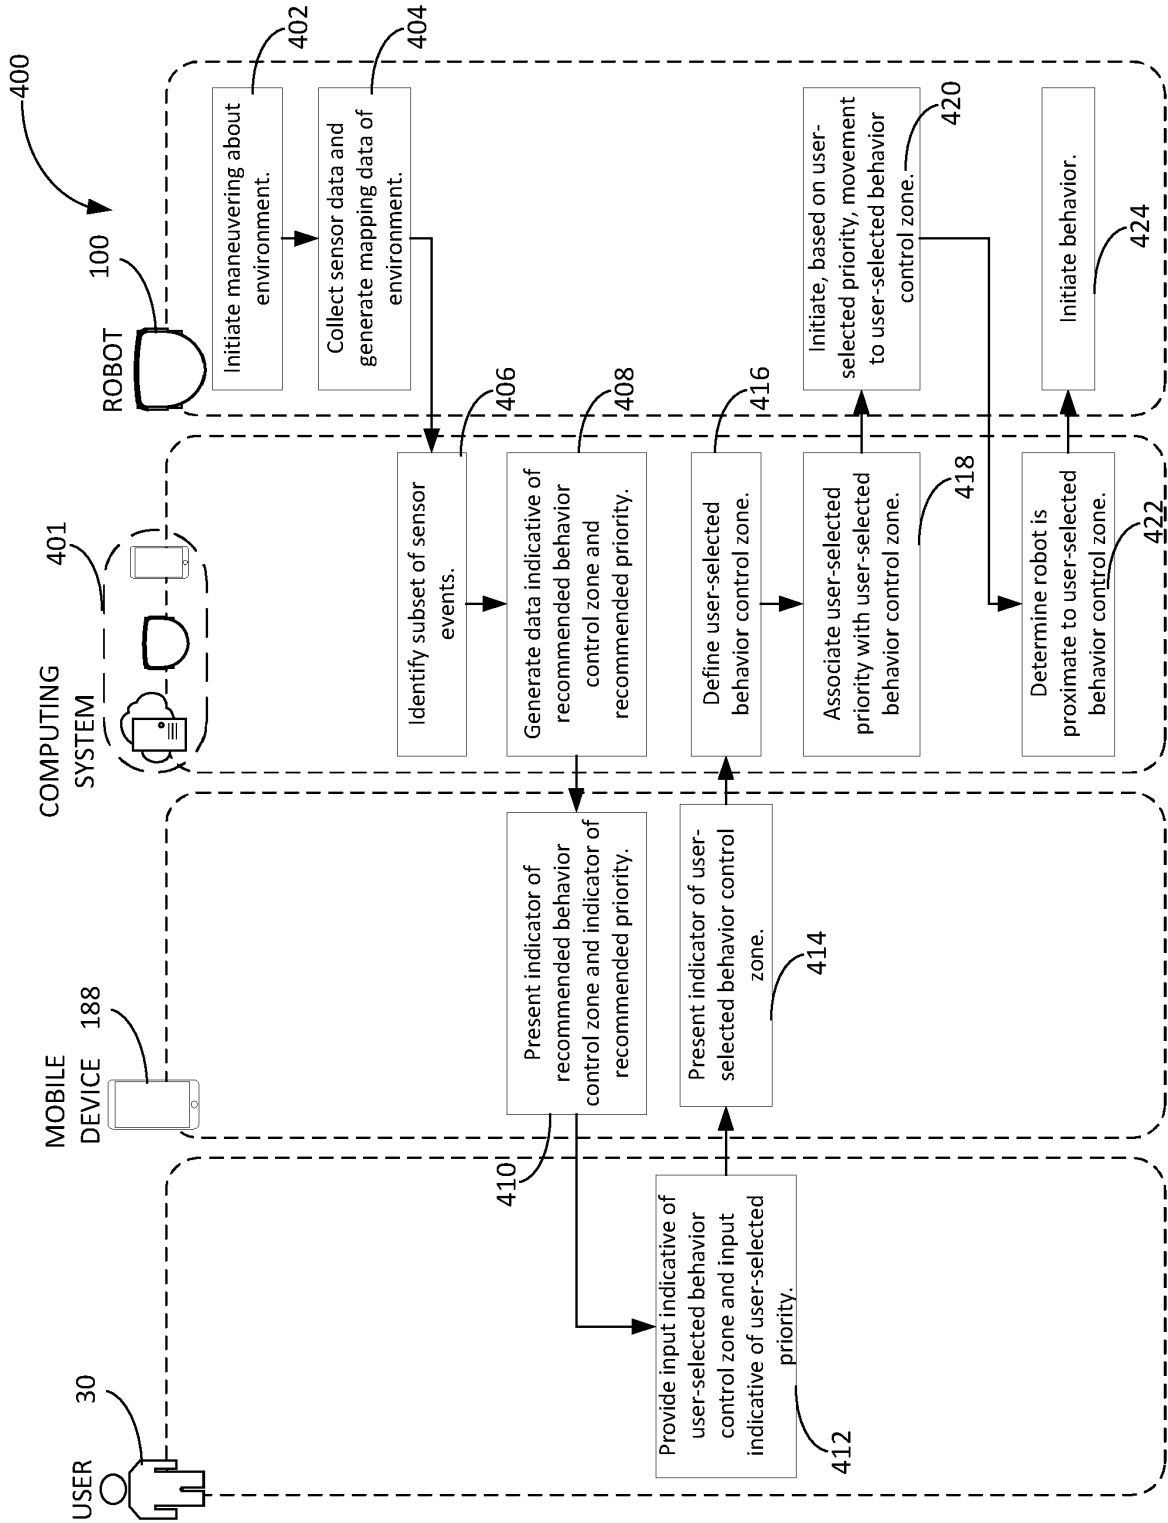 400
USER
30
MOBILE
DEVICE
188
COMPUTING
SYSTEM
401
ROBOT
100
Initiate maneuvering about
environment.
402
Collect sensor data and
generate mapping data of
environment.
404
Identify subset of sensor
events.
406
Generate data indicative of
recommended behavior
control zone and
recommended priority.
408
Present indicator of
recommended behavior
control zone and indicator of
recommended priority.
410
Provide input indicative of
user-selected behavior
control zone and input
indicative of user-selected
priority.
412
Present indicator of user-
selected behavior control
zone.
414
Define user-selected
behavior control zone.
416
Associate user-selected
priority with user-selected
behavior control zone.
418
Initiate, based on user-
selected priority, movement
to user-selected behavior
control zone.
420
Determine robot is
proximate to user-selected
behavior control zone.
422
Initiate behavior.
424